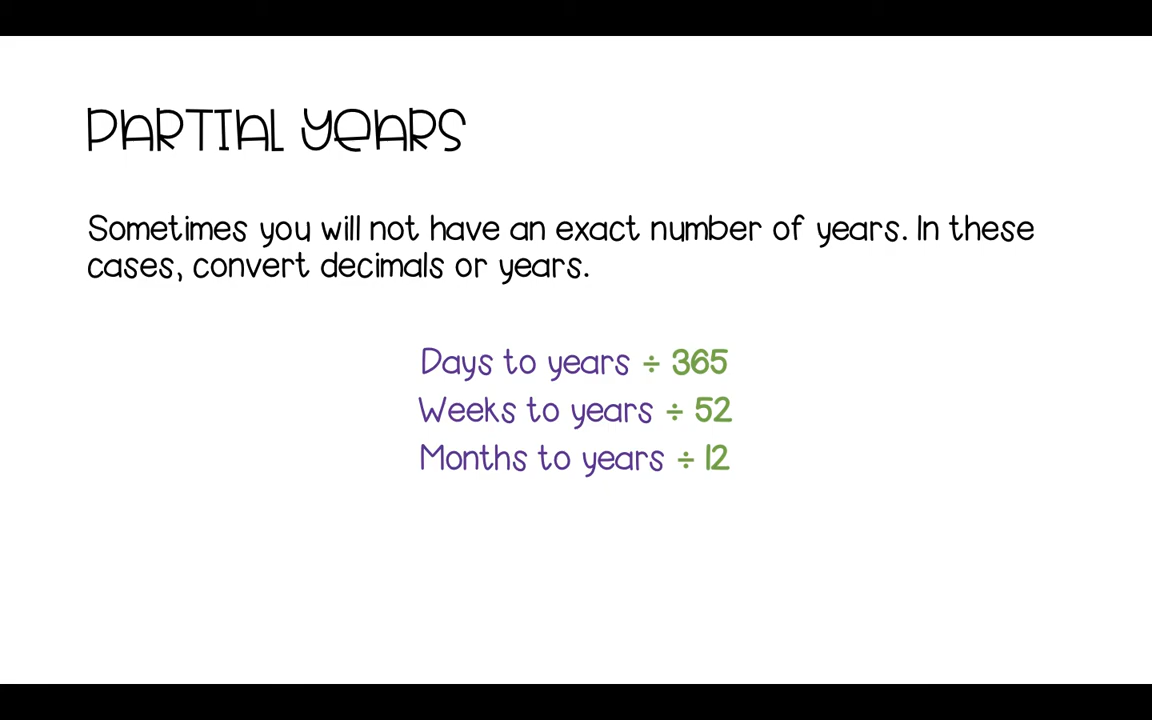 PARTIAL YEARS
Sometimes you will not have an exact number of years. In these
cases, convert decimals or years.
Days to years ÷ 365
Weeks to years ÷ 52
Months to years ÷ 12